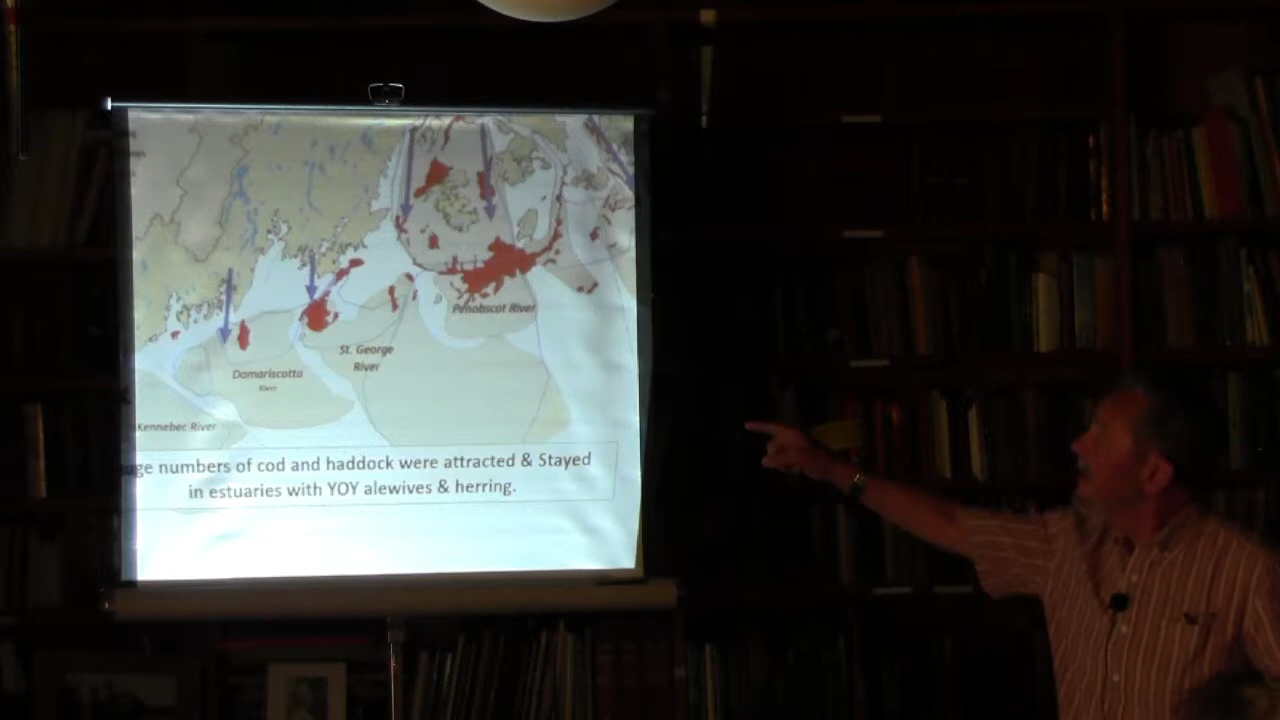 Penobscot River
St. George
River
Damariscotta
River
Kennebec River
uge numbers of cod and haddock were attracted & Stayed
in estuaries with YOY alewives & herring.